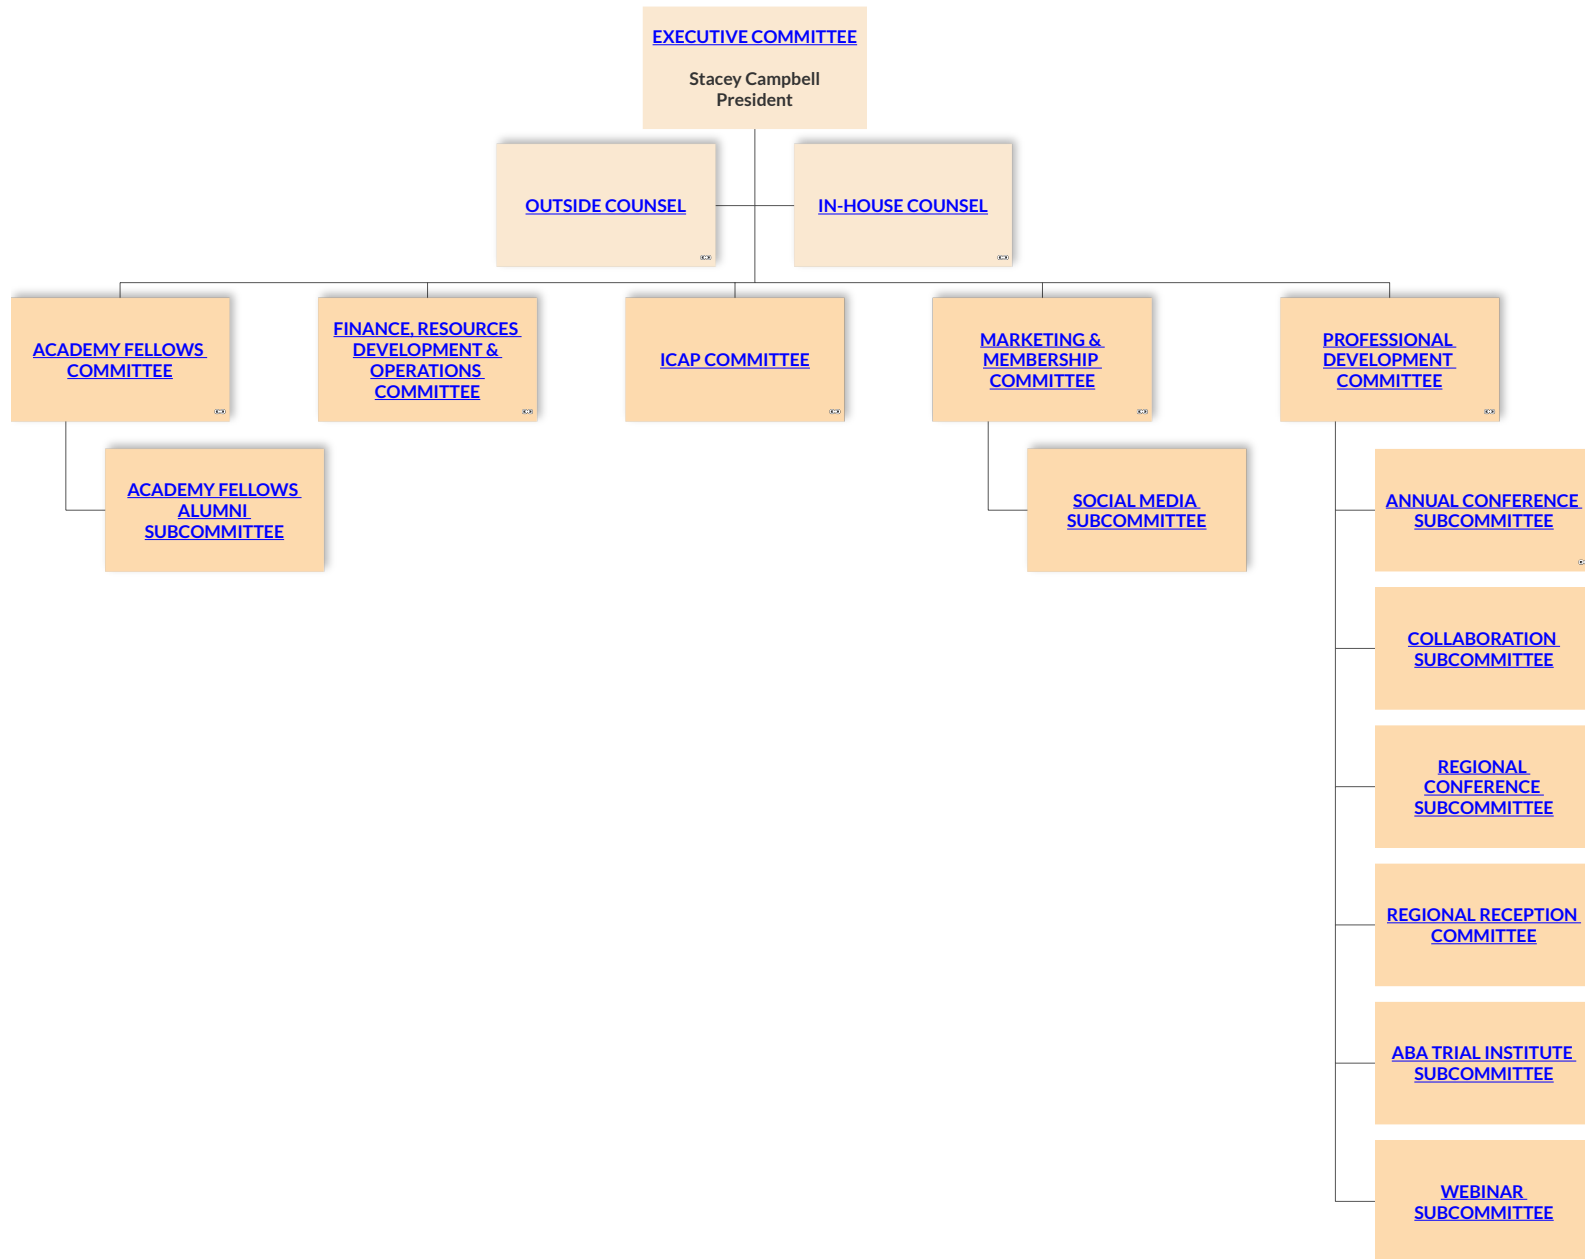 EXECUTIVE COMMITTEE
Stacey Campbell
President
OUTSIDE COUNSEL
IN-HOUSE COUNSEL
ACADEMY FELLOWS
COMMITTEE
FINANCE, RESOURCES
DEVELOPMENT &
OPERATIONS
COMMITTEE
ICAP COMMITTEE
MARKETING &
MEMBERSHIP
COMMITTEE
PROFESSIONAL
DEVELOPMENT
COMMITTEE
ACADEMY FELLOWS
ALUMNI
SUBCOMMITTEE
SOCIAL MEDIA
SUBCOMMITTEE
ANNUAL CONFERENCE
SUBCOMMITTEE
COLLABORATION
SUBCOMMITTEE
REGIONAL
CONFERENCE
SUBCOMMITTEE
REGIONAL RECEPTION
COMMITTEE
ABA TRIAL INSTITUTE
SUBCOMMITTEE
WEBINAR
SUBCOMMITTEE